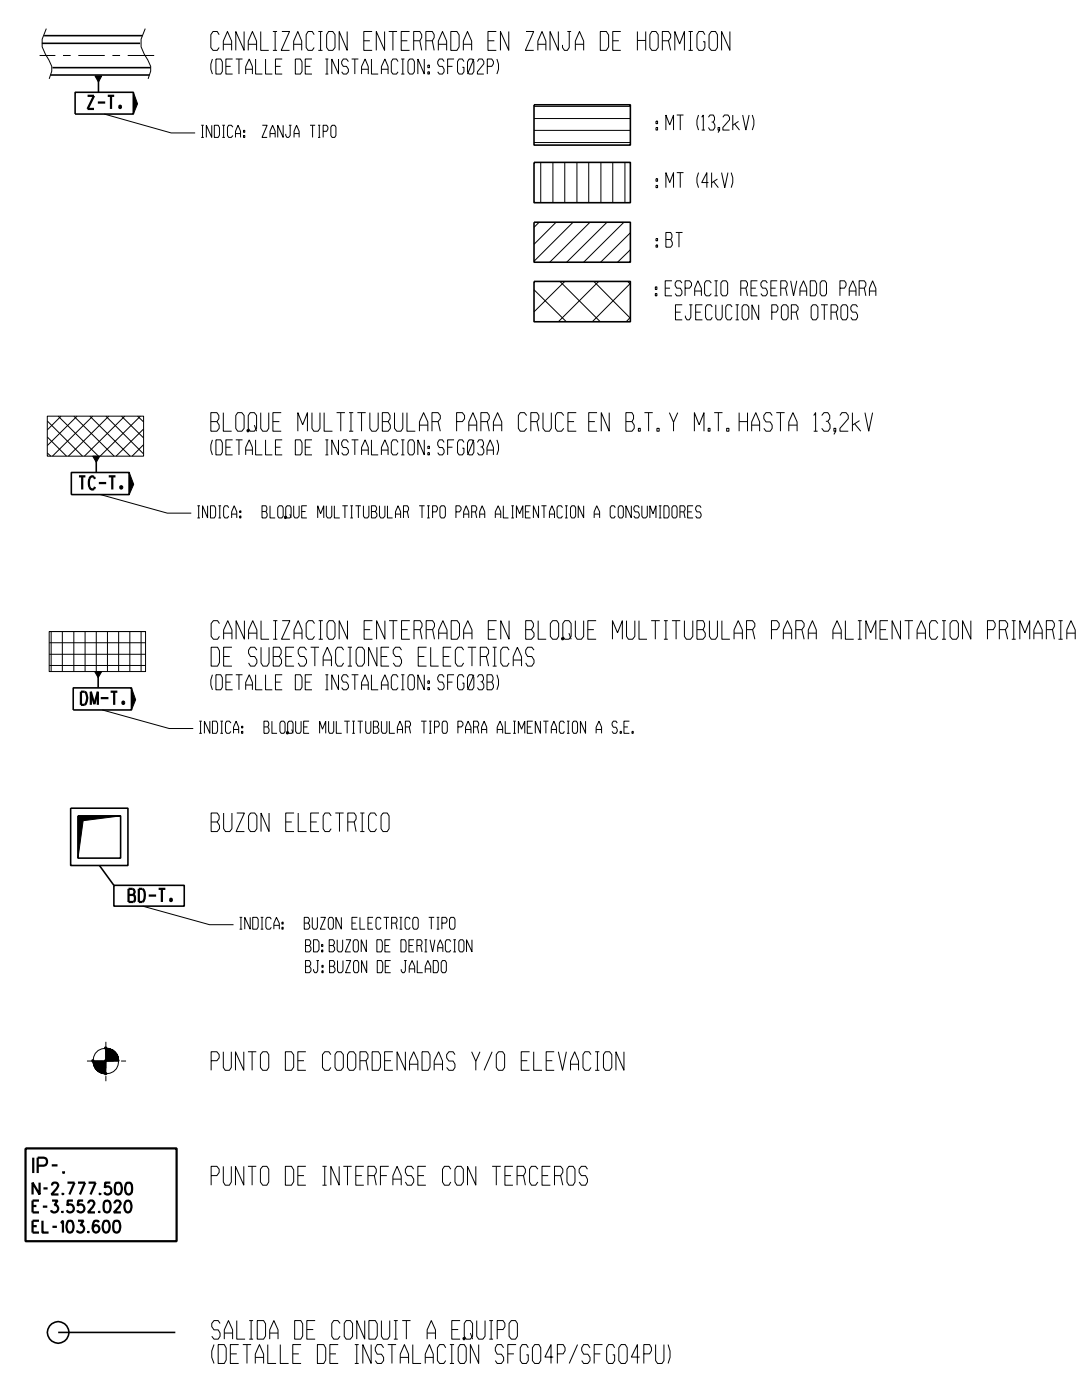 CANALIZACION ENTERRADA EN ZANJA DE HORMIGON
(DETALLE DE INSTALACION: SFGØ2P)
Z-T.
INDICA: ZANJA TIPO
: MT (13,2kV)
: MT (4kV)
: BT
: ESPACIO RESERVADO PARA
EJECUCION POR OTROS
BLOQUE MULTITUBULAR PARA CRUCE EN B.T. Y M.T. HASTA 13,2kV
(DETALLE DE INSTALACION: SFGØ3A)
TC-T.
INDICA: BLOQUE MULTITUBULAR TIPO PARA ALIMENTACION A CONSUMIDORES
CANALIZACION ENTERRADA EN BLOQUE MULTITUBULAR PARA ALIMENTACION PRIMARIA
DE SUBESTACIONES ELECTRICAS
(DETALLE DE INSTALACION: SFGØ3B)
DM-T.
INDICA: BLOQUE MULTITUBULAR TIPO PARA ALIMENTACION A S.E.
BUZON ELECTRICO
BD-T.
INDICA: BUZON ELECTRICO TIPO
BD: BUZON DE DERIVACION
BJ: BUZON DE JALADO
PUNTO DE COORDENADAS Y/O ELEVACION
IP-.
N-2.777.500
E-3.552.020
EL-103.600
PUNTO DE INTERFASE CON TERCEROS
SALIDA DE CONDUIT A EQUIPO
(DETALLE DE INSTALACION SFG04P/SFG04PU)